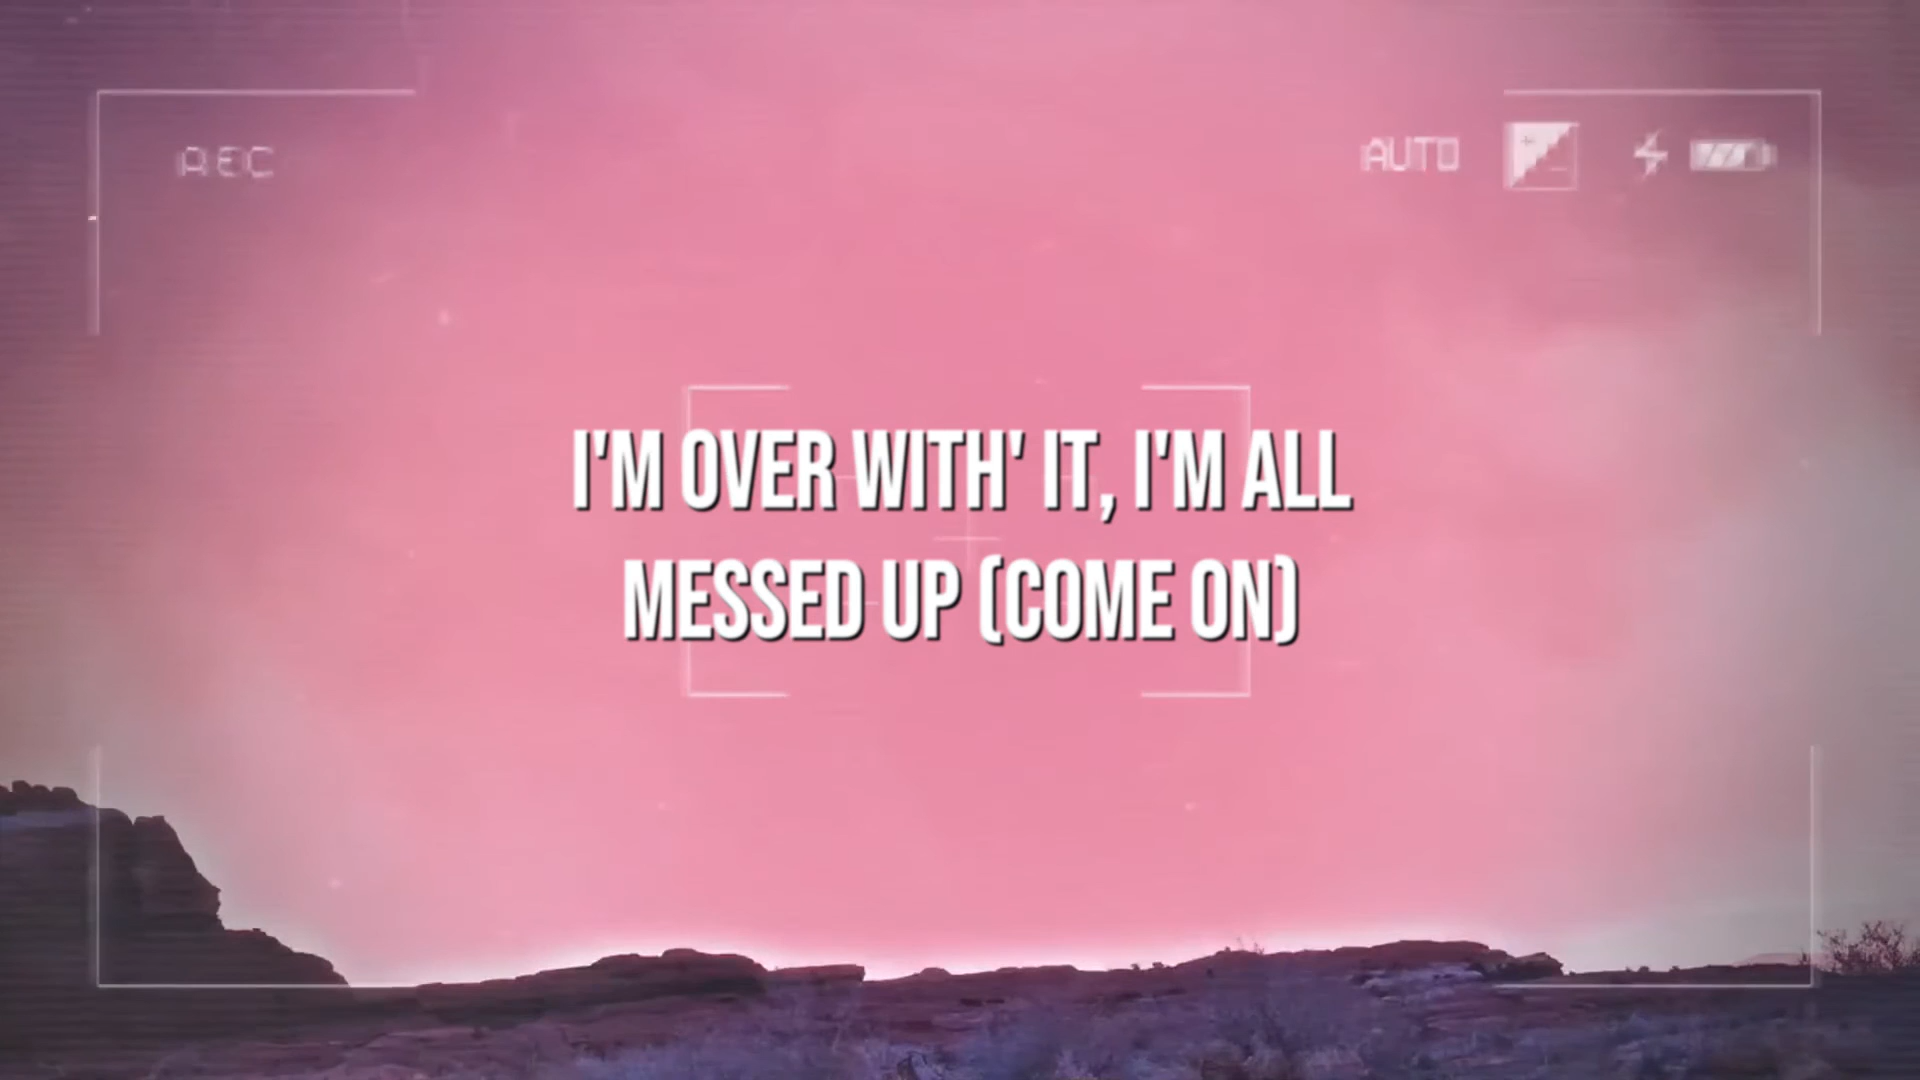 REC
AUTO
I'M OVER WITH' IT, I'M ALL
MESSED UP (COME ON)